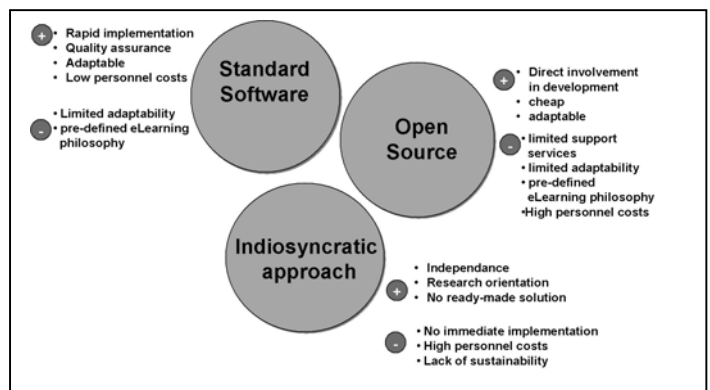 +
• Rapid implementation
• Quality assurance
• Adaptable
• Low personnel costs
-
• Limited adaptability
• pre-defined eLearning
philosophy
Standard
Software
Open
Source
+
• Direct involvement
in development
• cheap
• adaptable
-
• limited support
services
• limited adaptability
• pre-defined
eLearning philosophy
• High personnel costs
Indiosyncratic
approach
+
• Independance
• Research orientation
• No ready-made solution
-
• No immediate implementation
• High personnel costs
• Lack of sustainability